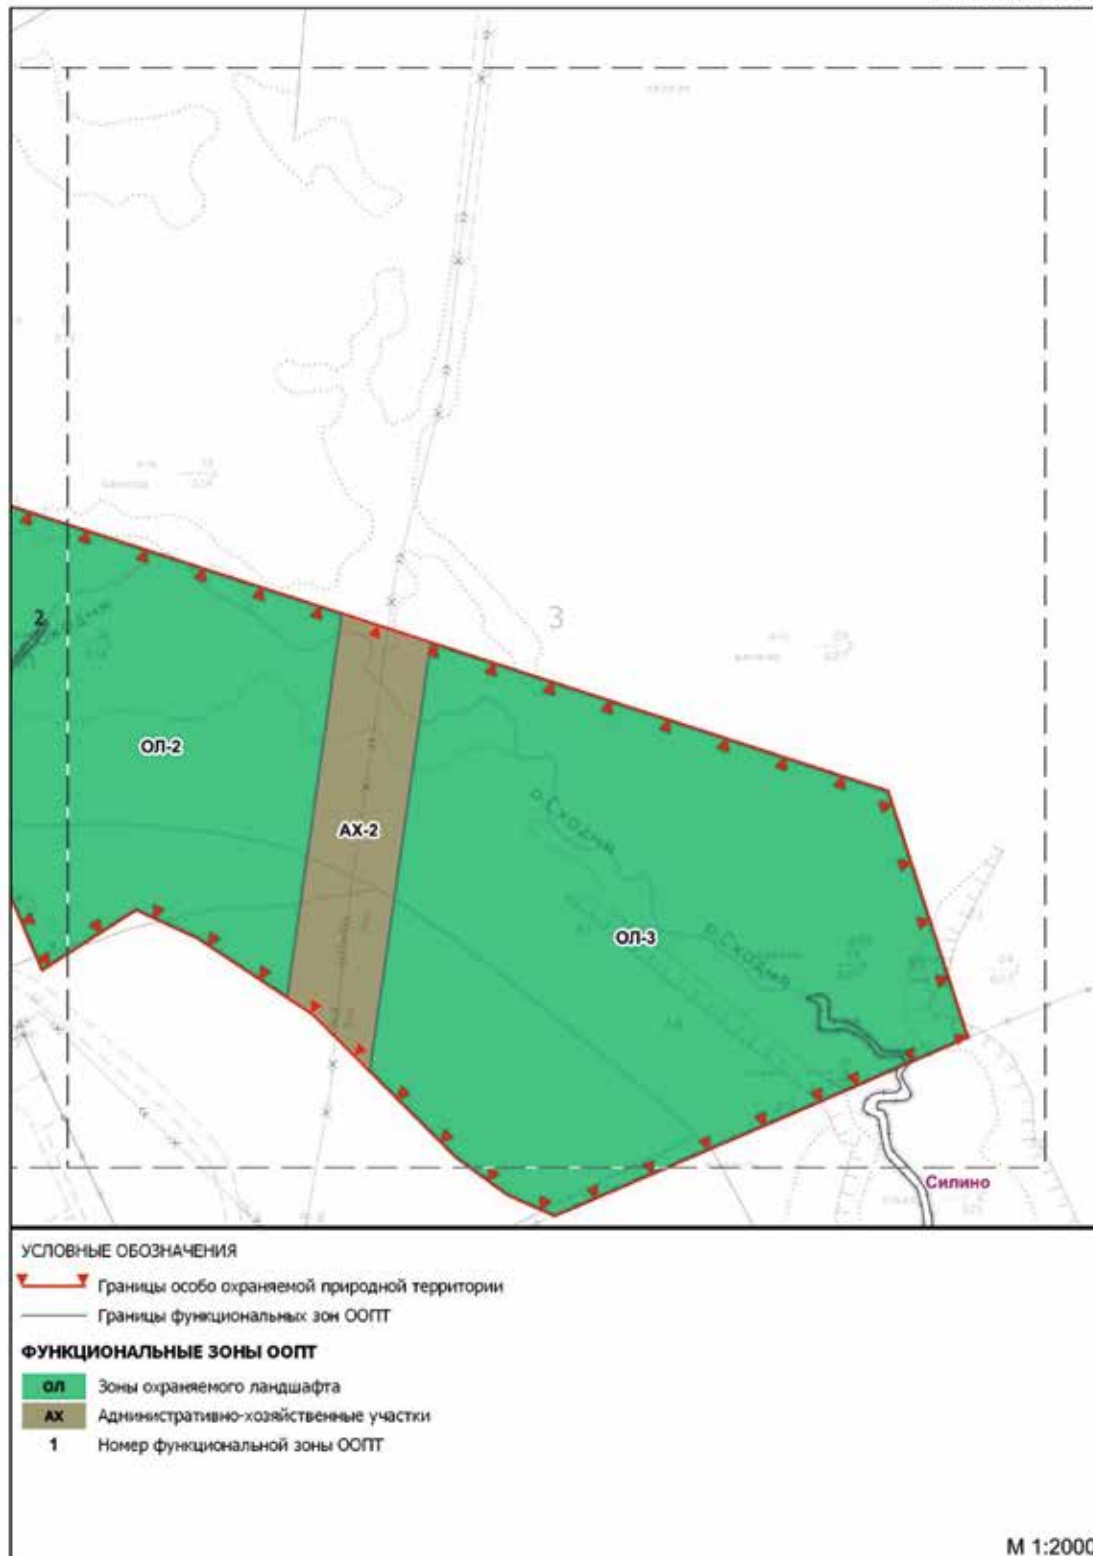 3
2
ОЛ-2
АХ-2
р.Сходня
ОЛ-3
р.Сходня
Силино
УСЛОВНЫЕ ОБОЗНАЧЕНИЯ
Границы особо охраняемой природной территории
Границы функциональных зон ООПТ
ФУНКЦИОНАЛЬНЫЕ ЗОНЫ ООПТ
ОЛ Зоны охраняемого ландшафта
АХ Административно-хозяйственные участки
1 Номер функциональной зоны ООПТ
М 1:2000